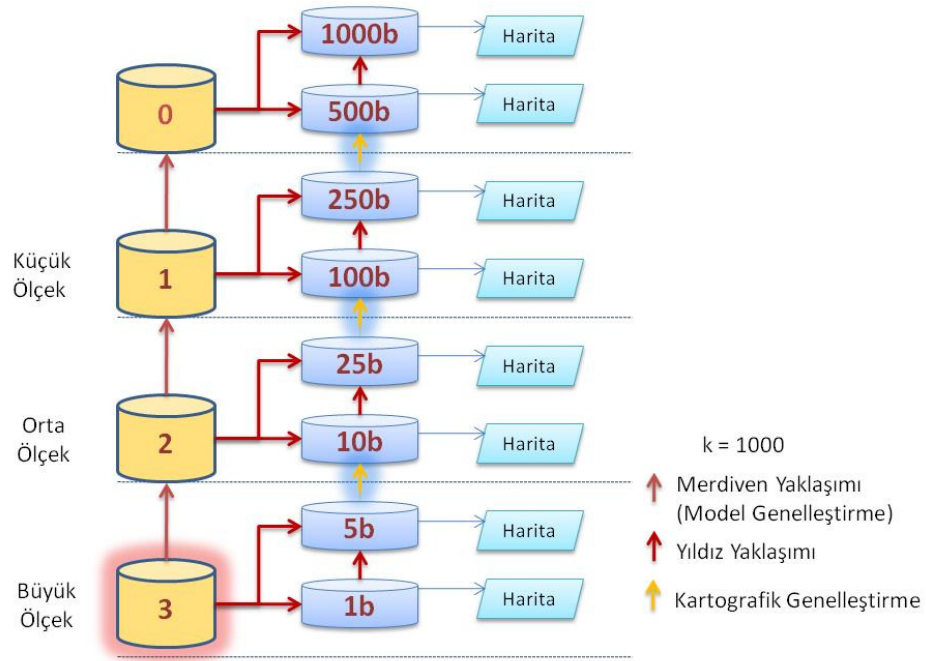 1000b
Harita
0
500b
Harita
250b
Harita
Küçük
Ölçek
1
100b
Harita
25b
Harita
Orta
Ölçek
2
10b
Harita
5b
Harita
Büyük
Ölçek
3
1b
Harita
k = 1000
Merdiven Yaklaşımı
(Model Genelleştirme)
Yıldız Yaklaşımı
Kartografik Genelleştirme